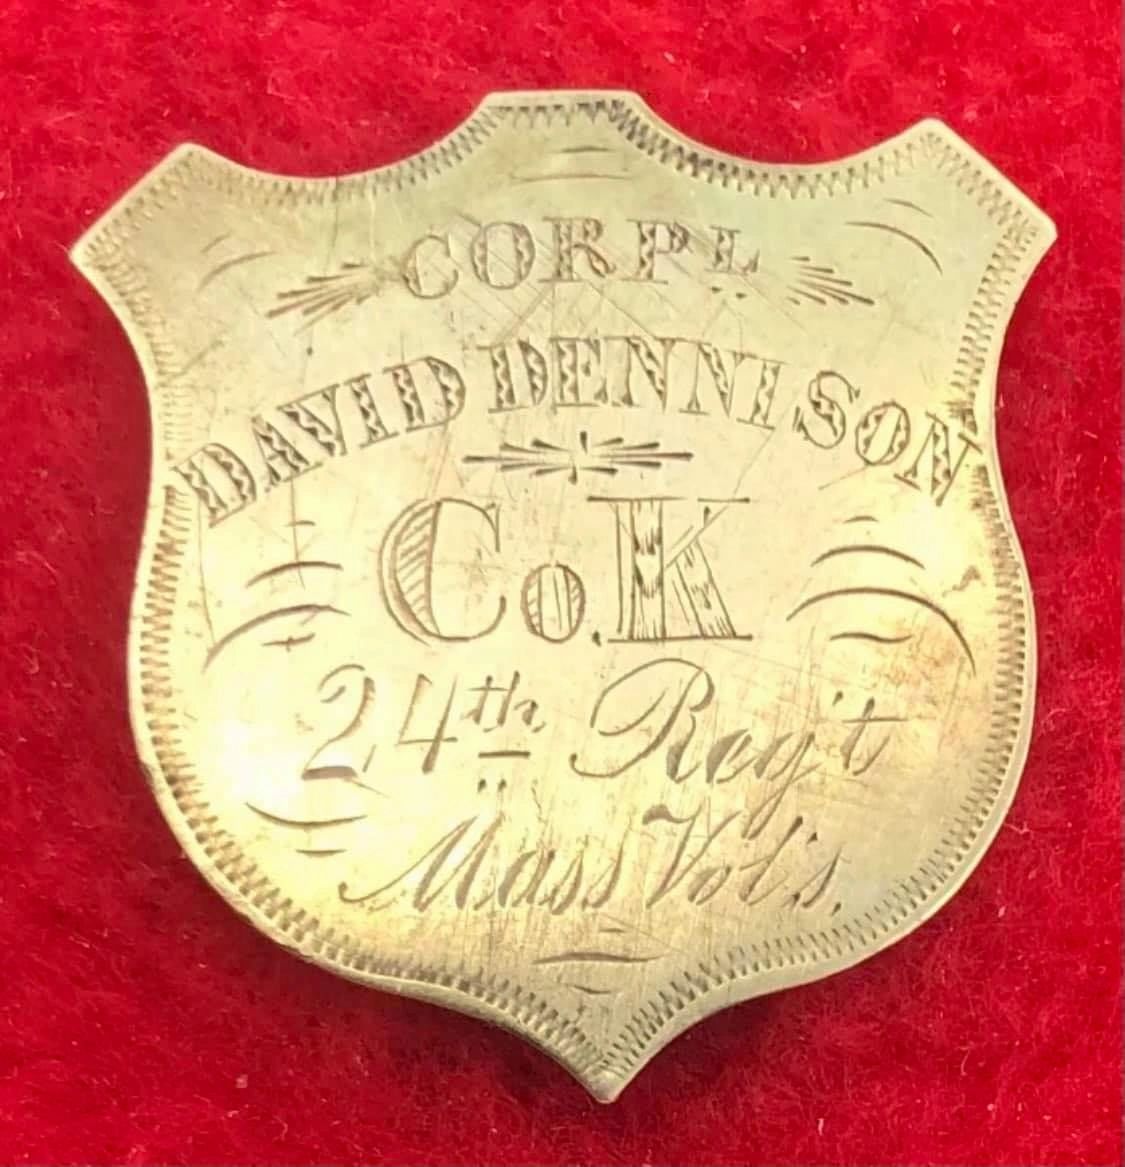 CORPL
DAVID DENNISON
Co. K
24th Reg't
Mass Vol's.